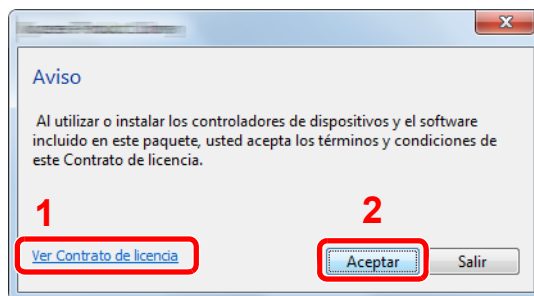 Aviso
Al utilizar o instalar los controladores de dispositivos y el software
incluido en este paquete, usted acepta los términos y condiciones de
este Contrato de licencia.
1
2
Ver Contrato de licencia
Aceptar
Salir